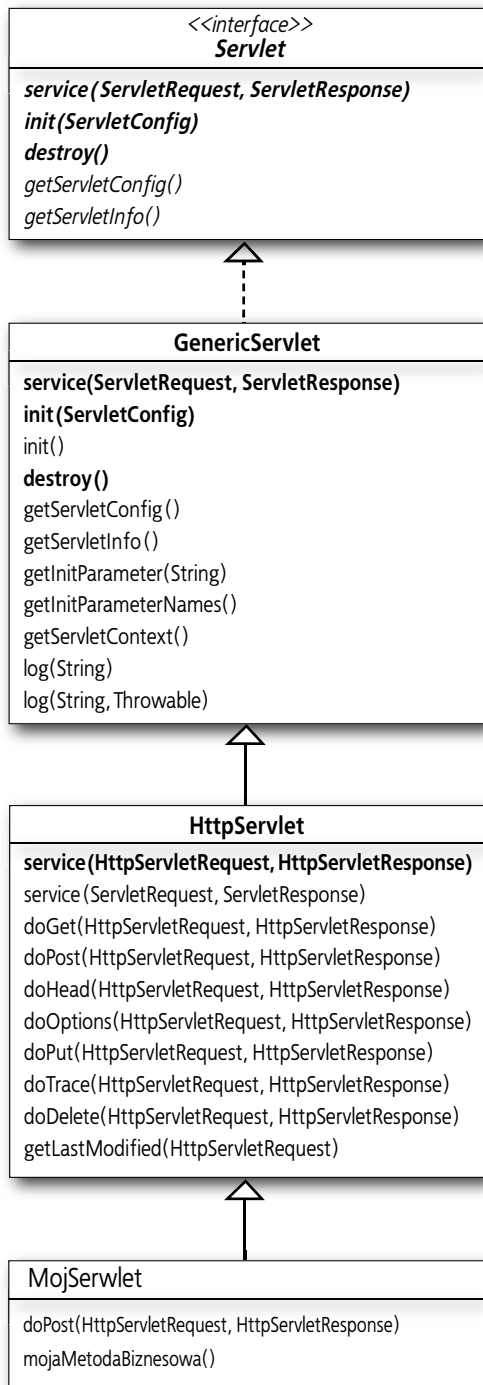 <<interface>>
Servlet
service(ServletRequest, ServletResponse)
init(ServletConfig)
destroy()
getServletConfig()
getServletInfo()
GenericServlet
service(ServletRequest, ServletResponse)
init(ServletConfig)
init()
destroy()
getServletConfig()
getServletInfo()
getInitParameter(String)
getInitParameterNames()
getServletContext()
log(String)
log(String, Throwable)
HttpServlet
service(HttpServletRequest, HttpServletResponse)
service(ServletRequest, ServletResponse)
doGet(HttpServletRequest, HttpServletResponse)
doPost(HttpServletRequest, HttpServletResponse)
doHead(HttpServletRequest, HttpServletResponse)
doOptions(HttpServletRequest, HttpServletResponse)
doPut(HttpServletRequest, HttpServletResponse)
doTrace(HttpServletRequest, HttpServletResponse)
doDelete(HttpServletRequest, HttpServletResponse)
getLastModified(HttpServletRequest)
MojSerwlet
doPost(HttpServletRequest, HttpServletResponse)
mojaMetodaBiznesowa()